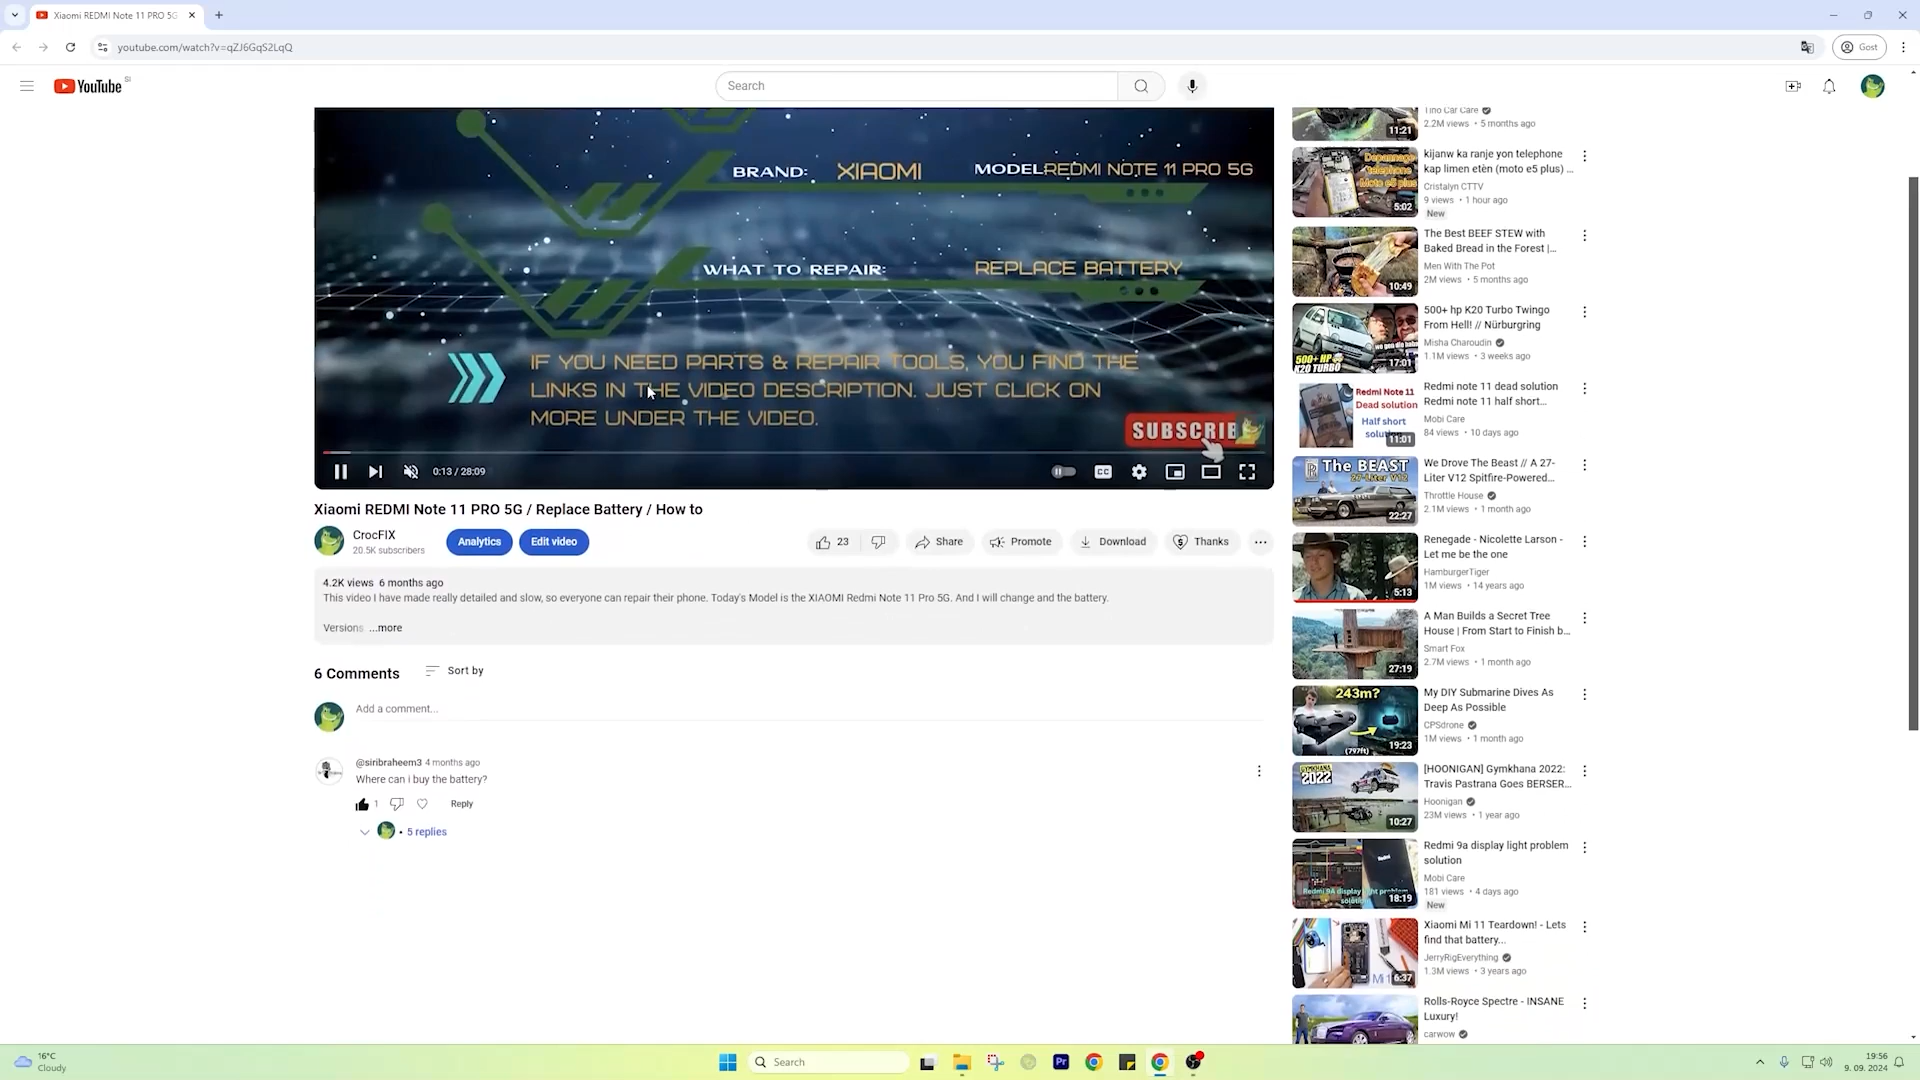 Xiaomi REDMI Note 11 PRO 5G
youtube.com/watch?v=qZJ6GqS2LqQ
Gost
YouTube SI
Search
BRAND: XIAOMI MODEL: REDMI NOTE 11 PRO 5G
WHAT TO REPAIR: REPLACE BATTERY
IF YOU NEED PARTS & REPAIR TOOLS, YOU FIND THE
LINKS IN THE VIDEO DESCRIPTION. JUST CLICK ON
MORE UNDER THE VIDEO.
SUBSCRIBE
0:13 / 28:09
CC
Xiaomi REDMI Note 11 PRO 5G / Replace Battery / How to
CrocFIX
20.5K subscribers
Analytics
Edit video
23
Share
Promote
Download
Thanks
4.2K views 6 months ago
This video I have made really detailed and slow, so everyone can repair their phone. Today's Model is the XIAOMI Redmi Note 11 Pro 5G. And I will change and the battery.
Versions ...more
6 Comments
Sort by
Add a comment...
@siribraheem3 4 months ago
Where can i buy the battery?
1
Reply
• 5 replies
11:21
Tino Car Care
2.2M views • 5 months ago
Depannage
Telephone
Moto e5 plus
5:02
kijanw ka ranje yon telephone
kap limen etèn (moto e5 plus) ...
Cristalyn CTTV
9 views • 1 hour ago
New
10:49
The Best BEEF STEW with
Baked Bread in the Forest |...
Men With The Pot
2M views • 5 months ago
500+ HP
K20 TURBO
17:01
500+ hp K20 Turbo Twingo
From Hell! // Nürburgring
Misha Charoudin
1.1M views • 3 weeks ago
Redmi Note 11
Dead solution
Half short
solution
11:01
Redmi note 11 dead solution
Redmi note 11 half short...
Mobi Care
84 views • 10 days ago
The BEAST
27-Liter V12
22:27
We Drove The Beast // A 27-
Liter V12 Spitfire-Powered...
Throttle House
2.1M views • 1 month ago
5:13
Renegade - Nicolette Larson -
Let me be the one
HamburgerTiger
1M views • 14 years ago
27:19
A Man Builds a Secret Tree
House | From Start to Finish b...
Smart Fox
2.7M views • 1 month ago
243m?
(797ft)
19:23
My DIY Submarine Dives As
Deep As Possible
CPSdrone
1M views • 1 month ago
GYMKHANA
2022
10:27
[HOONIGAN] Gymkhana 2022:
Travis Pastrana Goes BERSER...
Hoonigan
23M views • 1 year ago
Redmi 9A display light problem
solution
18:19
Redmi 9a display light problem
solution
Mobi Care
181 views • 4 days ago
New
6:37
Xiaomi Mi 11 Teardown! - Lets
find that battery...
JerryRigEverything
1.3M views • 3 years ago
Rolls-Royce Spectre - INSANE
Luxury!
carwow
16°C
Cloudy
Search
Pr
19:56
9. 09. 2024